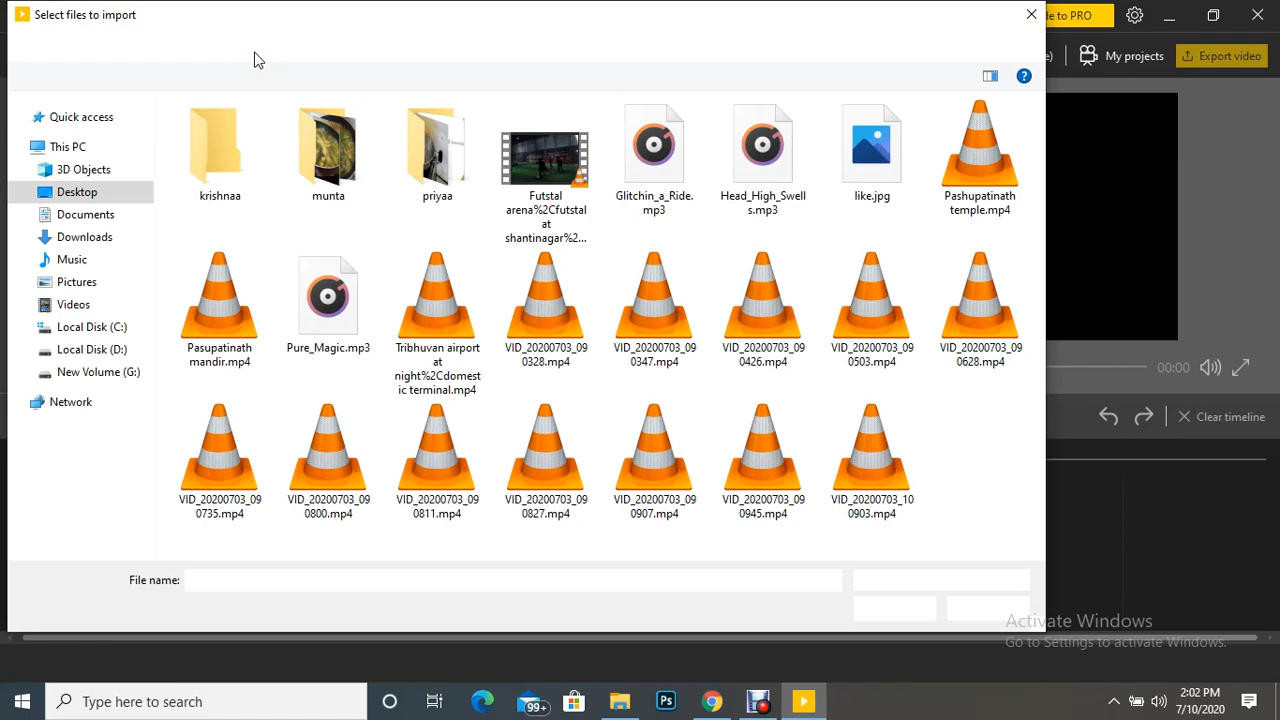 Select files to import
de to PRO
e)
My projects
Export video
?
Quick access
This PC
3D Objects
Desktop
Documents
Downloads
Music
Pictures
Videos
Local Disk (C:)
Local Disk (D:)
New Volume (G:)
Network
krishnaa
munta
priyaa
Futstal
arena%2Cfutstal
at
shantinagar%2...
Glitchin_a_Ride.
mp3
Head_High_Swell
s.mp3
like.jpg
Pashupatinath
temple.mp4
Pasupatinath
mandir.mp4
Pure_Magic.mp3
Tribhuvan airport
at
night%2Cdomest
ic terminal.mp4
VID_20200703_09
0328.mp4
VID_20200703_09
0347.mp4
VID_20200703_09
0426.mp4
VID_20200703_09
0503.mp4
VID_20200703_09
0628.mp4
VID_20200703_09
0735.mp4
VID_20200703_09
0800.mp4
VID_20200703_09
0811.mp4
VID_20200703_09
0827.mp4
VID_20200703_09
0907.mp4
VID_20200703_09
0945.mp4
VID_20200703_10
0903.mp4
00:00
Clear timeline
File name:
Activate Windows
Go to Settings to activate Windows.
Type here to search
99+
Ps
2:02 PM
7/10/2020